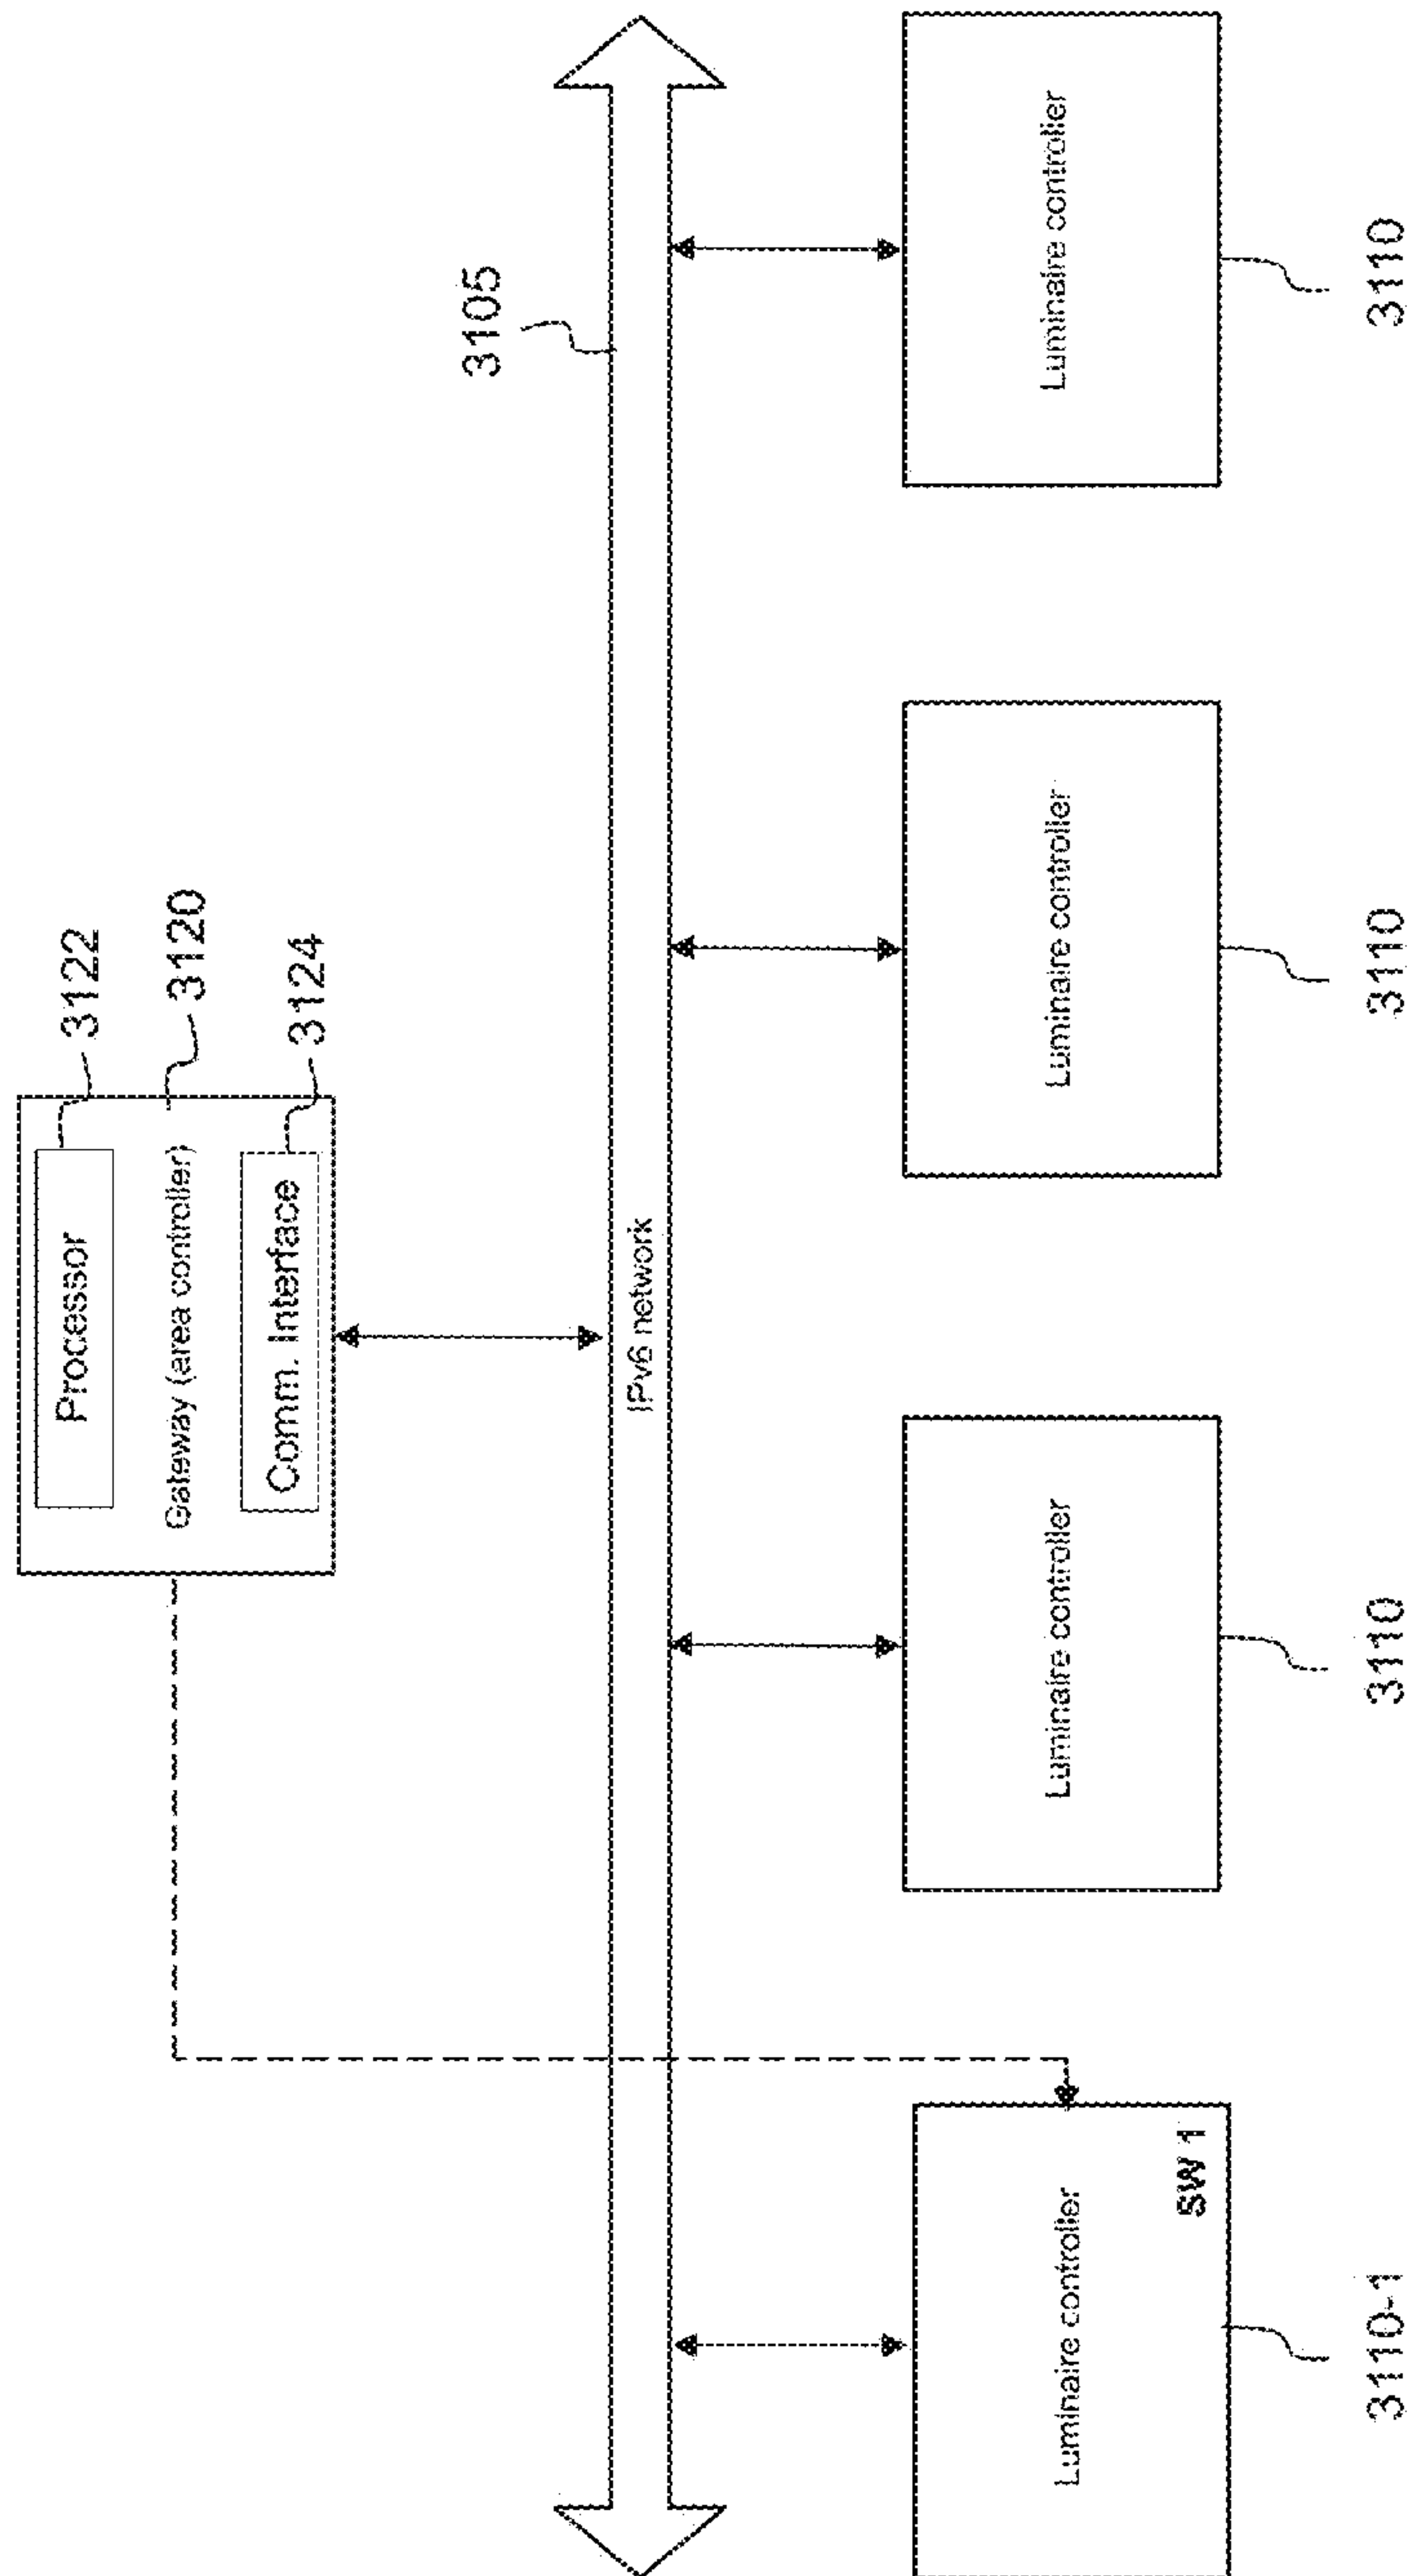 Processor
3122
Gateway (area controller)
3120
Comm. Interface
3124
3105
IPv6 network
Luminaire controller
SW 1
Luminaire controller
Luminaire controller
Luminaire controller
3110-1
3110
3110
3110